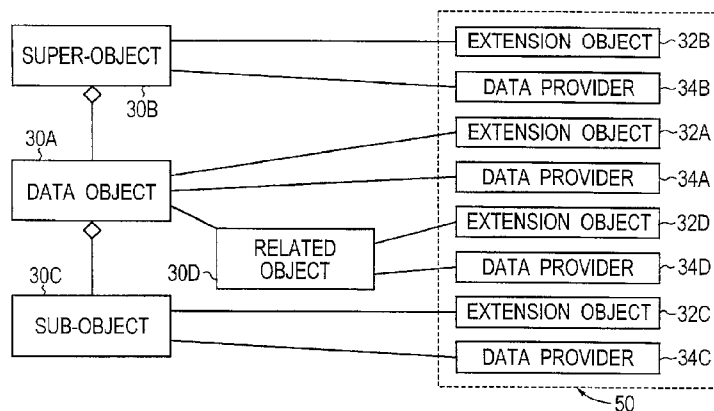 SUPER-OBJECT
30B
30A
DATA OBJECT
RELATED
OBJECT
30D
30C
SUB-OBJECT
EXTENSION OBJECT 32B
DATA PROVIDER 34B
EXTENSION OBJECT 32A
DATA PROVIDER 34A
EXTENSION OBJECT 32D
DATA PROVIDER 34D
EXTENSION OBJECT 32C
DATA PROVIDER 34C
50